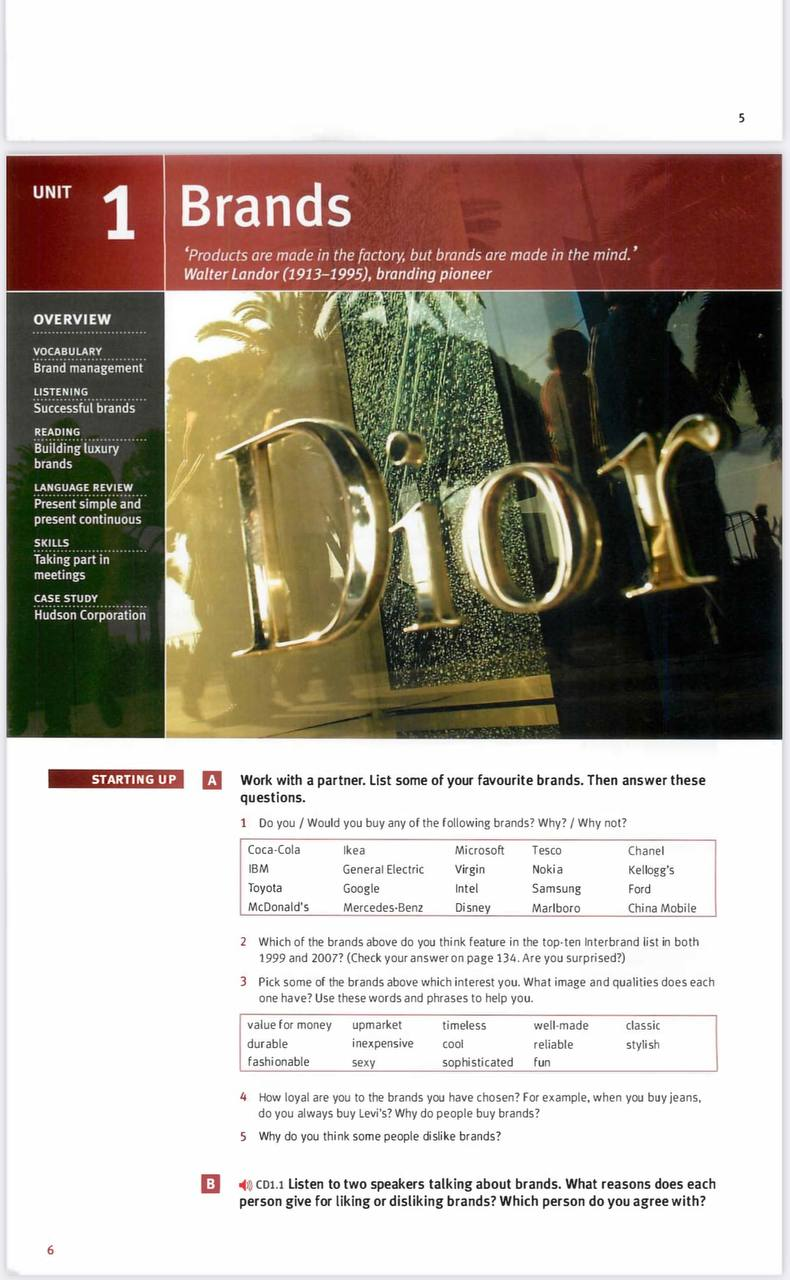 5
UNIT 1
Brands
‘Products are made in the factory, but brands are made in the mind.’
Walter Landor (1913–1995), branding pioneer
OVERVIEW
VOCABULARY
Brand management
LISTENING
Successful brands
READING
Building luxury
brands
LANGUAGE REVIEW
Present simple and
present continuous
SKILLS
Taking part in
meetings
CASE STUDY
Hudson Corporation
Dior
STARTING UP
A Work with a partner. List some of your favourite brands. Then answer these
questions.
1 Do you / Would you buy any of the following brands? Why? / Why not?
Coca-Cola Ikea Microsoft Tesco Chanel
IBM General Electric Virgin Nokia Kellogg's
Toyota Google Intel Samsung Ford
McDonald's Mercedes-Benz Disney Marlboro China Mobile
2 Which of the brands above do you think feature in the top-ten Interbrand list in both
1999 and 2007? (Check your answer on page 134. Are you surprised?)
3 Pick some of the brands above which interest you. What image and qualities does each
one have? Use these words and phrases to help you.
value for money upmarket timeless well-made classic
durable inexpensive cool reliable stylish
fashionable sexy sophisticated fun
4 How loyal are you to the brands you have chosen? For example, when you buy jeans,
do you always buy Levi's? Why do people buy brands?
5 Why do you think some people dislike brands?
B CD1.1 Listen to two speakers talking about brands. What reasons does each
person give for liking or disliking brands? Which person do you agree with?
6